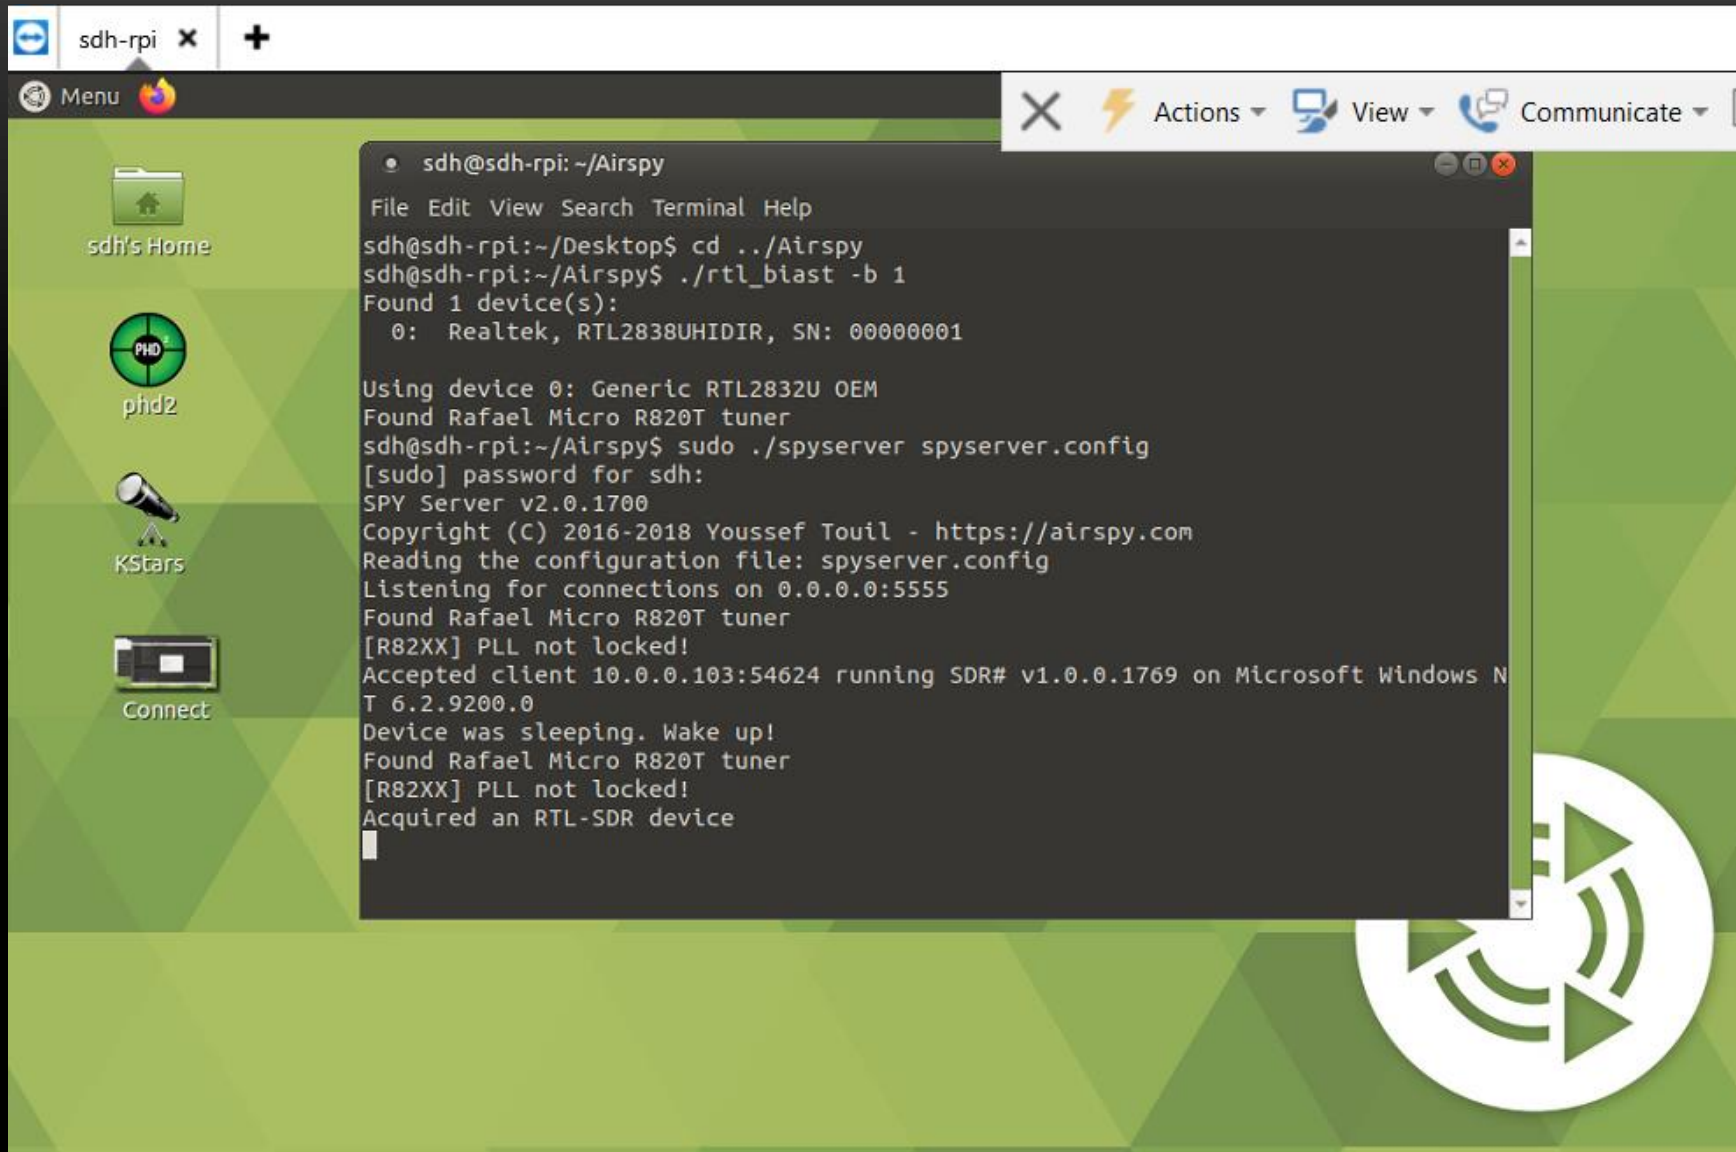 sdh-rpi
Menu
Actions View Communicate
sdh's Home
phd2
KStars
Connect
PHD
sdh@sdh-rpi: ~/Airspy
File Edit View Search Terminal Help
sdh@sdh-rpi:~/Desktop$ cd ../Airspy
sdh@sdh-rpi:~/Airspy$ ./rtl_biast -b 1
Found 1 device(s):
  0:  Realtek, RTL2838UHIDIR, SN: 00000001
Using device 0: Generic RTL2832U OEM
Found Rafael Micro R820T tuner
sdh@sdh-rpi:~/Airspy$ sudo ./spyserver spyserver.config
[sudo] password for sdh:
SPY Server v2.0.1700
Copyright (C) 2016-2018 Youssef Touil - https://airspy.com
Reading the configuration file: spyserver.config
Listening for connections on 0.0.0.0:5555
Found Rafael Micro R820T tuner
[R82XX] PLL not locked!
Accepted client 10.0.0.103:54624 running SDR# v1.0.0.1769 on Microsoft Windows N
T 6.2.9200.0
Device was sleeping. Wake up!
Found Rafael Micro R820T tuner
[R82XX] PLL not locked!
Acquired an RTL-SDR device